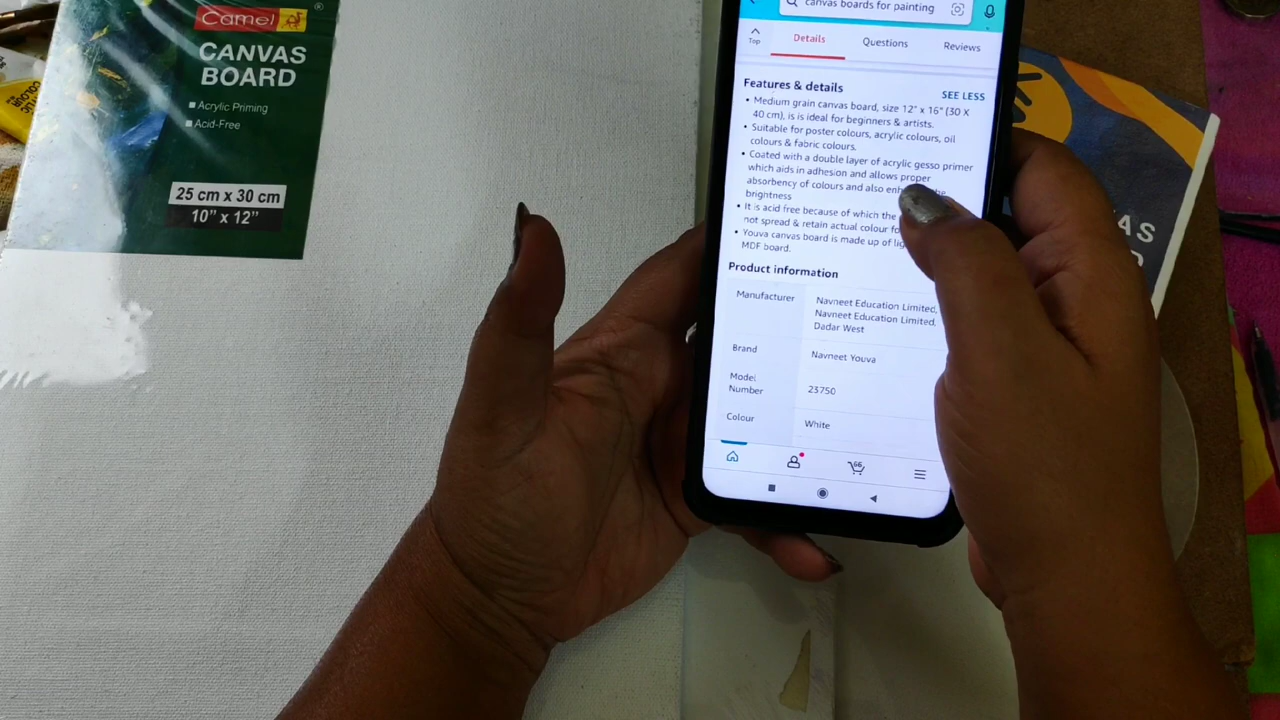 Camel
®
CANVAS
BOARD
Acrylic Priming
Acid-Free
25 cm x 30 cm
10" x 12"
canvas boards for painting
Top
Details
Questions
Reviews
Features & details
SEE LESS
• Medium grain canvas board, size 12" x 16" (30 X
40 cm), is is ideal for beginners & artists.
• Suitable for poster colours, acrylic colours, oil
colours & fabric colours.
• Coated with a double layer of acrylic gesso primer
which aids in adhesion and allows proper
absorbency of colours and also
brightness
• It is acid free because of which the
not spread & retain actual colour
• Youva canvas board is made up of
MDF board.
Product information
Manufacturer
Navneet Education Limited,
Navneet Education Limited,
Dadar West
Brand
Navneet Youva
Model
Number
23750
Colour
White
66